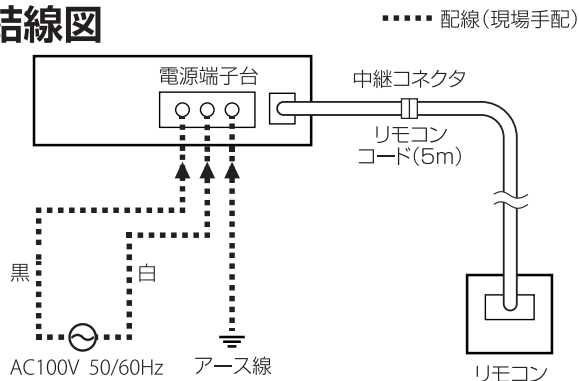 結線図
配線(現場手配)
電源端子台
中継コネクタ
リモコン
コード(5m)
黒
白
AC100V 50/60Hz
アース線
リモコン